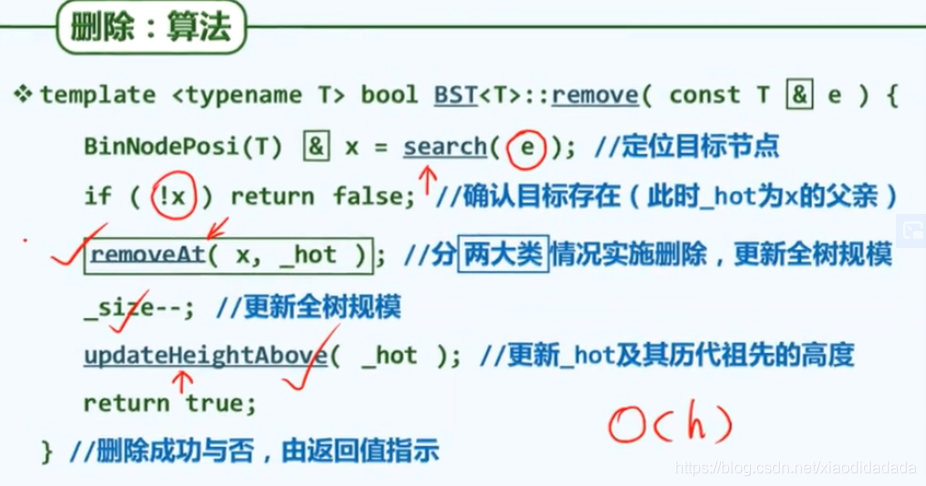 删除：算法
❖ template <typename T> bool BST<T>::remove( const T & e ) {
BinNodePosi(T) & x = search( e ); //定位目标节点
if ( !x ) return false; //确认目标存在（此时_hot为x的父亲）
removeAt( x, _hot ); //分两大类情况实施删除，更新全树规模
_size--; //更新全树规模
updateHeightAbove( _hot ); //更新_hot及其历代祖先的高度
return true;
O(h)
} //删除成功与否，由返回值指示
https://blog.csdn.net/xiaodidadada